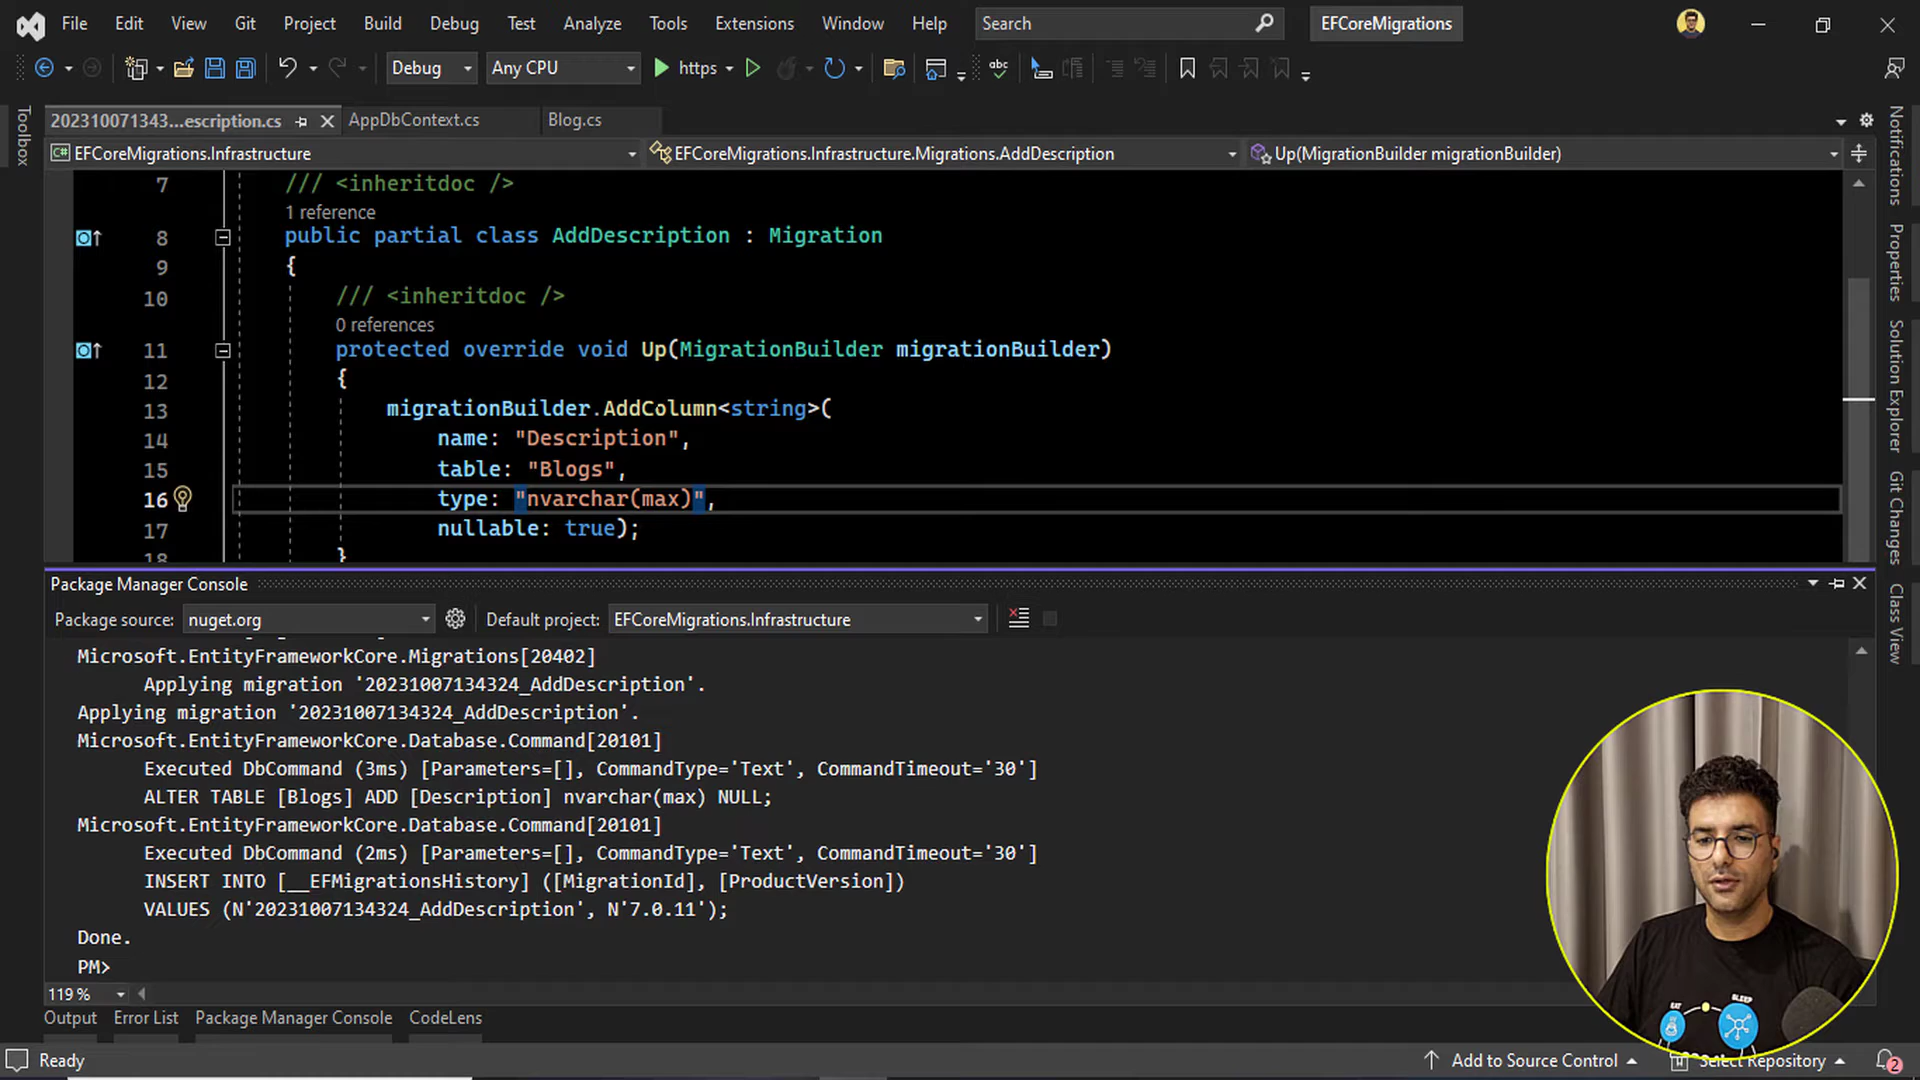 File Edit View Git Project Build Debug Test Analyze Tools Extensions Window Help Search EFCoreMigrations
Debug Any CPU https abc
202310071343...escription.cs AppDbContext.cs Blog.cs
EFCoreMigrations.Infrastructure EFCoreMigrations.Infrastructure.Migrations.AddDescription Up(MigrationBuilder migrationBuilder)
7 /// <inheritdoc />
1 reference
8 public partial class AddDescription : Migration
9 {
10 /// <inheritdoc />
0 references
11 protected override void Up(MigrationBuilder migrationBuilder)
12 {
13 migrationBuilder.AddColumn<string>(
14 name: "Description",
15 table: "Blogs",
16 type: "nvarchar(max)",
17 nullable: true);
18 }
Package Manager Console
Package source: nuget.org Default project: EFCoreMigrations.Infrastructure
Microsoft.EntityFrameworkCore.Migrations[20402]
Applying migration '20231007134324_AddDescription'.
Applying migration '20231007134324_AddDescription'.
Microsoft.EntityFrameworkCore.Database.Command[20101]
Executed DbCommand (3ms) [Parameters=[], CommandType='Text', CommandTimeout='30']
ALTER TABLE [Blogs] ADD [Description] nvarchar(max) NULL;
Microsoft.EntityFrameworkCore.Database.Command[20101]
Executed DbCommand (2ms) [Parameters=[], CommandType='Text', CommandTimeout='30']
INSERT INTO [__EFMigrationsHistory] ([MigrationId], [ProductVersion])
VALUES (N'20231007134324_AddDescription', N'7.0.11');
Done.
PM>
119 %
Output Error List Package Manager Console CodeLens
Ready Add to Source Control Select Repository 2
Toolbox
Notifications
Properties
Solution Explorer
Git Changes
Class View
EAT
SLEEP